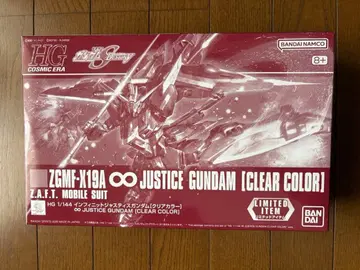 HG
COSMIC ERA
BANDAI NAMCO
8+
ZGMF-X19A ∞ JUSTICE GUNDAM [CLEAR COLOR]
Z.A.F.T. MOBILE SUIT
HG 1/144 インフィニットジャスティスガンダム[クリアカラー]
∞ JUSTICE GUNDAM [CLEAR COLOR]
LIMITED
ITEM
BAN
DAI